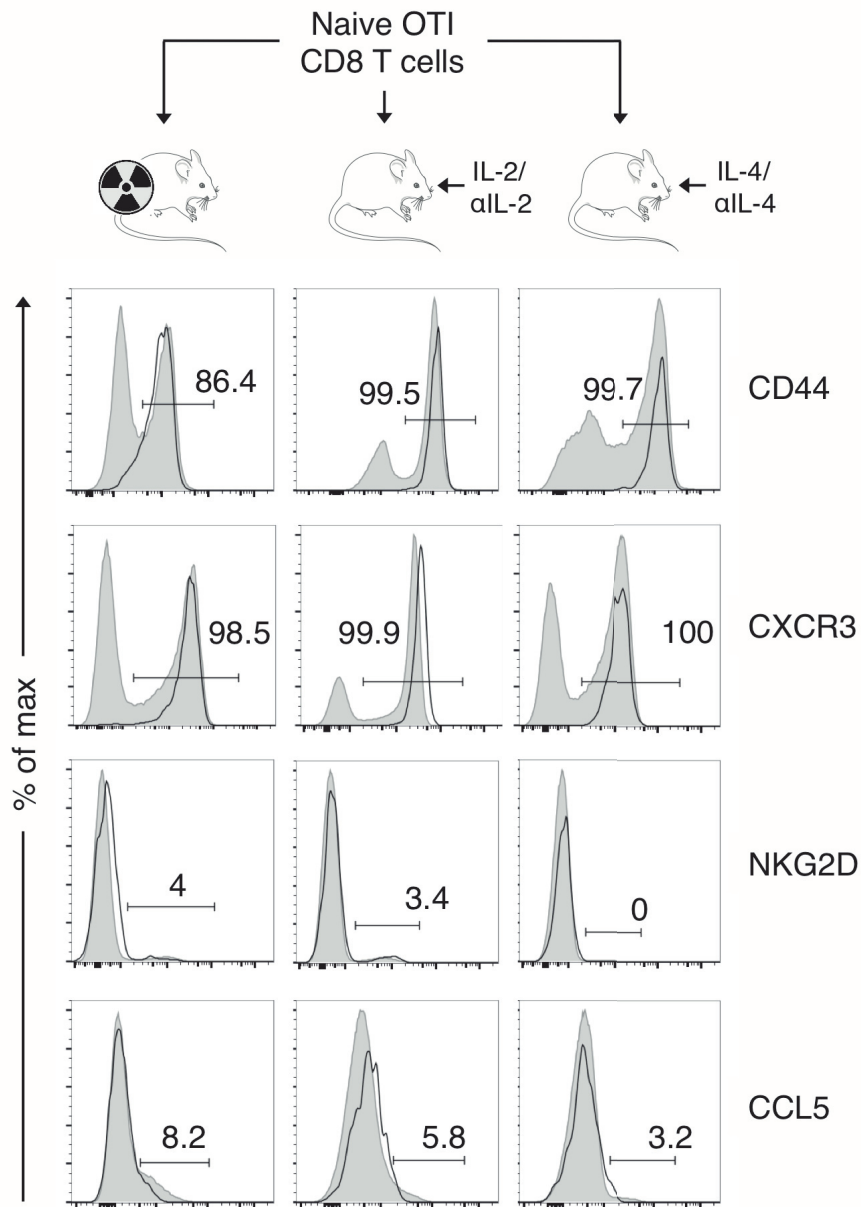 Naive OTI
CD8 T cells
IL-2/
αIL-2
IL-4/
αIL-4
% of max
86.4
99.5
99.7
CD44
98.5
99.9
100
CXCR3
4
3.4
0
NKG2D
8.2
5.8
3.2
CCL5